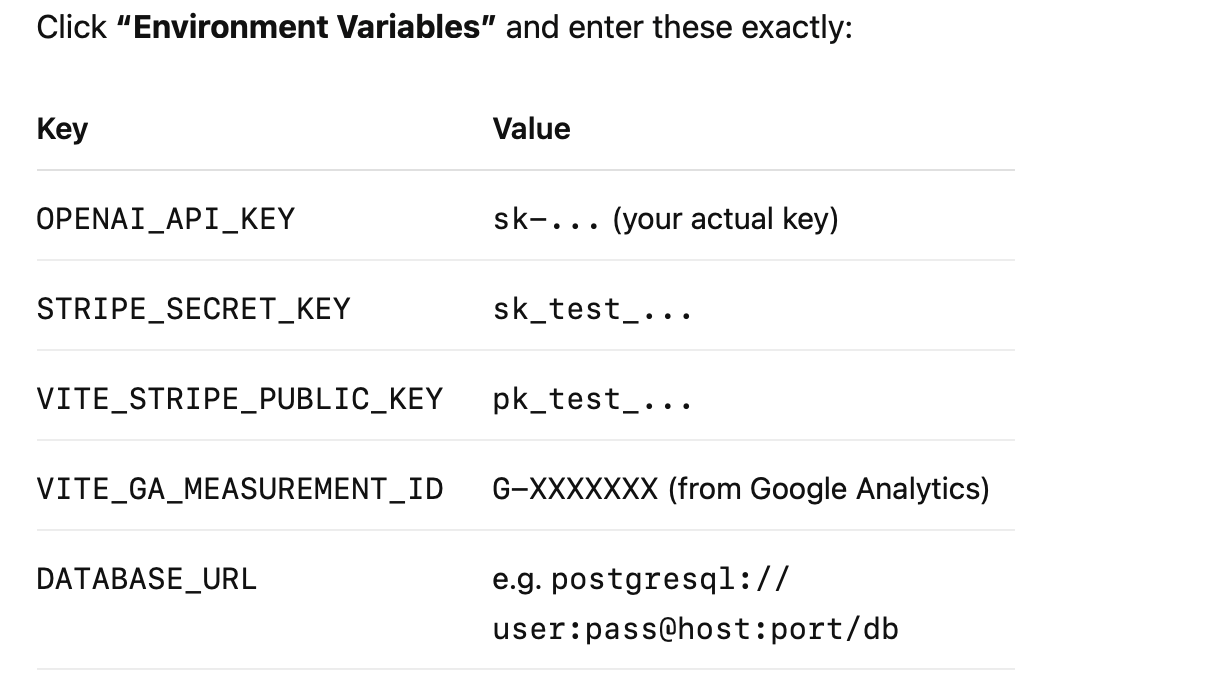 Click “Environment Variables” and enter these exactly:
Key Value
OPENAI_API_KEY sk-... (your actual key)
STRIPE_SECRET_KEY sk_test_...
VITE_STRIPE_PUBLIC_KEY pk_test_...
VITE_GA_MEASUREMENT_ID G-XXXXXXX (from Google Analytics)
DATABASE_URL e.g. postgresql://
user:pass@host:port/db